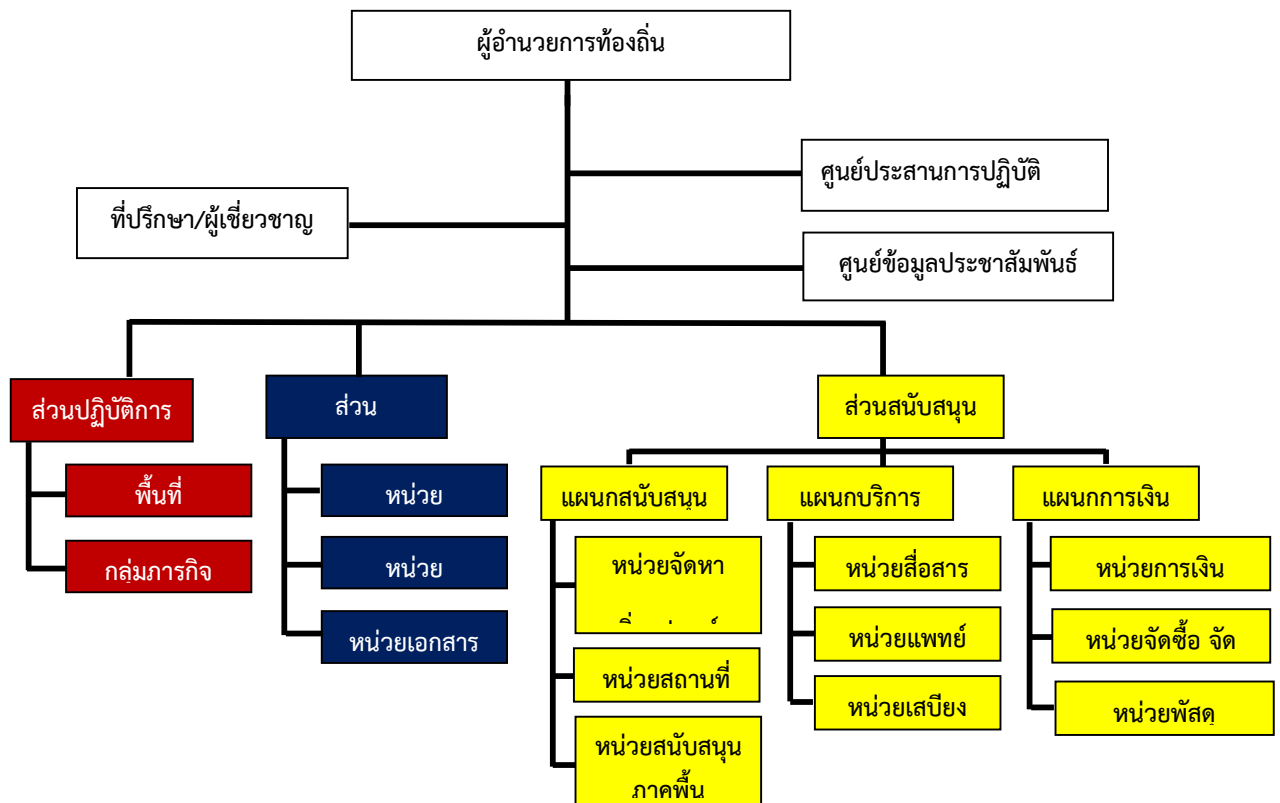 ผู้อำนวยการท้องถิ่น
ศูนย์ประสานการปฏิบัติ
ที่ปรึกษา/ผู้เชี่ยวชาญ
ศูนย์ข้อมูลประชาสัมพันธ์
ส่วนปฏิบัติการ
ส่วน
ส่วนสนับสนุน
พื้นที่
กลุ่มภารกิจ
หน่วย
หน่วย
หน่วยเอกสาร
แผนกสนับสนุน
แผนกบริการ
แผนกการเงิน
หน่วยจัดหา
หน่วยสถานที่
หน่วยสนับสนุน
ภาคพื้น
หน่วยสื่อสาร
หน่วยแพทย์
หน่วยเสบียง
หน่วยการเงิน
หน่วยจัดซื้อ จัด
หน่วยพัสดุ